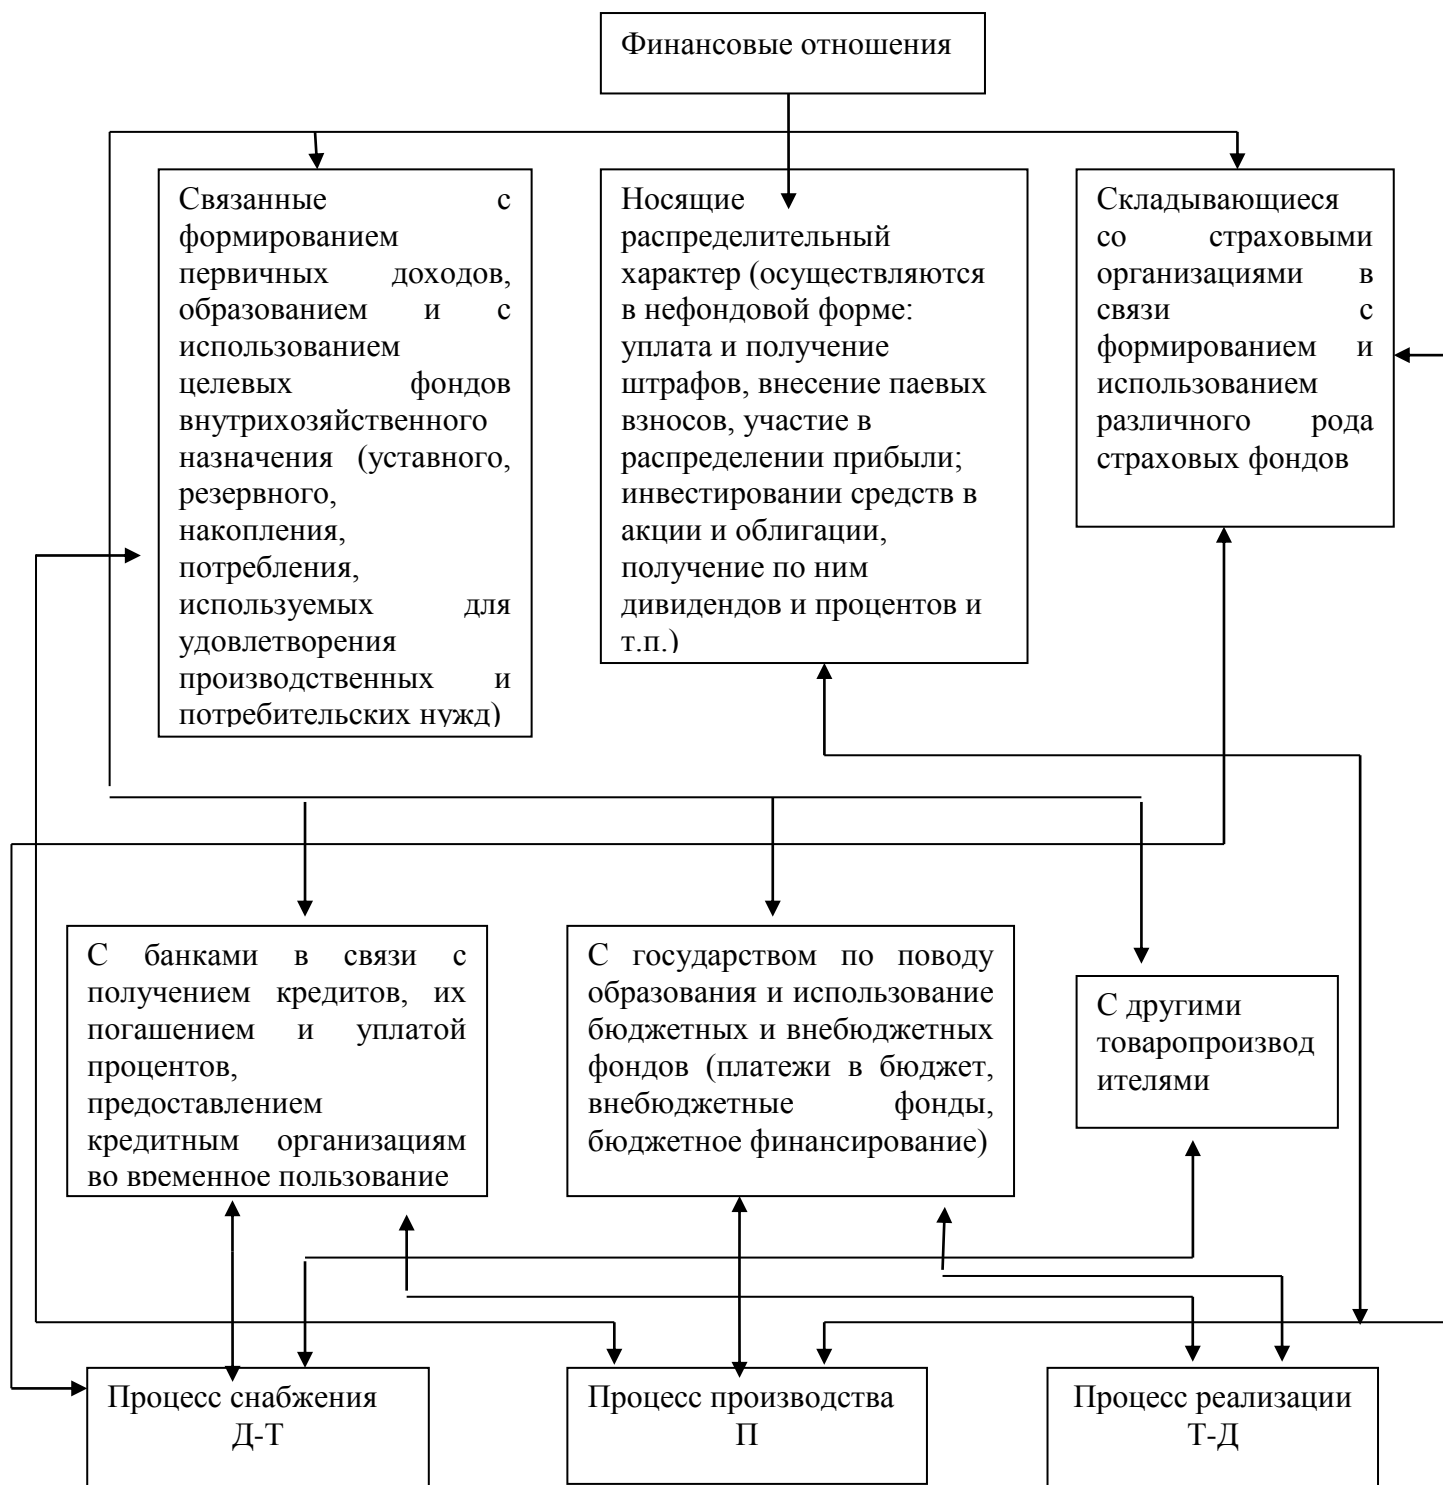 Финансовые отношения
Связанные с
формированием
первичных доходов,
образованием и с
использованием
целевых фондов
внутрихозяйственного
назначения (уставного,
резервного,
накопления,
потребления,
используемых для
удовлетворения
производственных и
потребительских нужд)
Носящие
распределительный
характер (осуществляются
в нефондовой форме:
уплата и получение
штрафов, внесение паевых
взносов, участие в
распределении прибыли;
инвестировании средств в
акции и облигации,
получение по ним
дивидендов и процентов и
т.п.)
Складывающиеся
со страховыми
организациями в
связи с
формированием и
использованием
различного рода
страховых фондов
С банками в связи с
получением кредитов, их
погашением и уплатой
процентов,
предоставлением
кредитным организациям
во временное пользование
С государством по поводу
образования и использование
бюджетных и внебюджетных
фондов (платежи в бюджет,
внебюджетные фонды,
бюджетное финансирование)
С другими
товаропроизвод
ителями
Процесс снабжения
Д-Т
Процесс производства
П
Процесс реализации
Т-Д